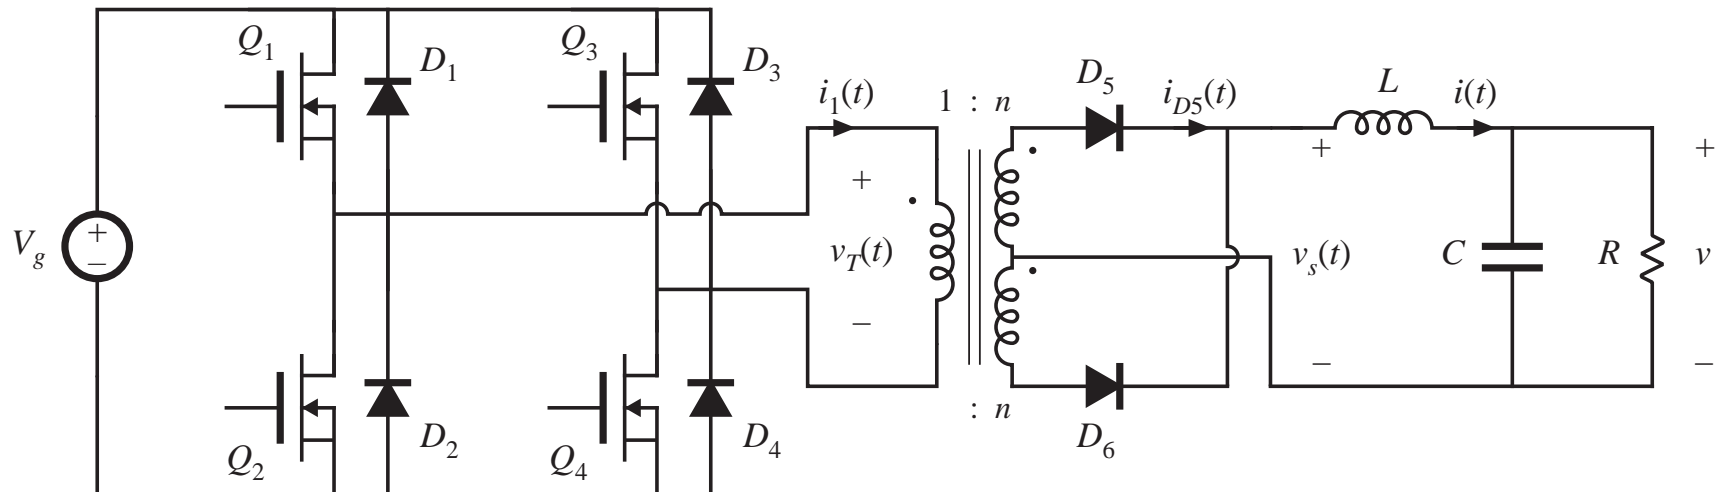 Q1
D1
Q3
D3
i1(t)
1 : n
D5
iD5(t)
L
i(t)
+
+
+
Vg
+
−
vT(t)
vs(t)
C
R
v
−
−
−
Q2
D2
Q4
D4
: n
D6